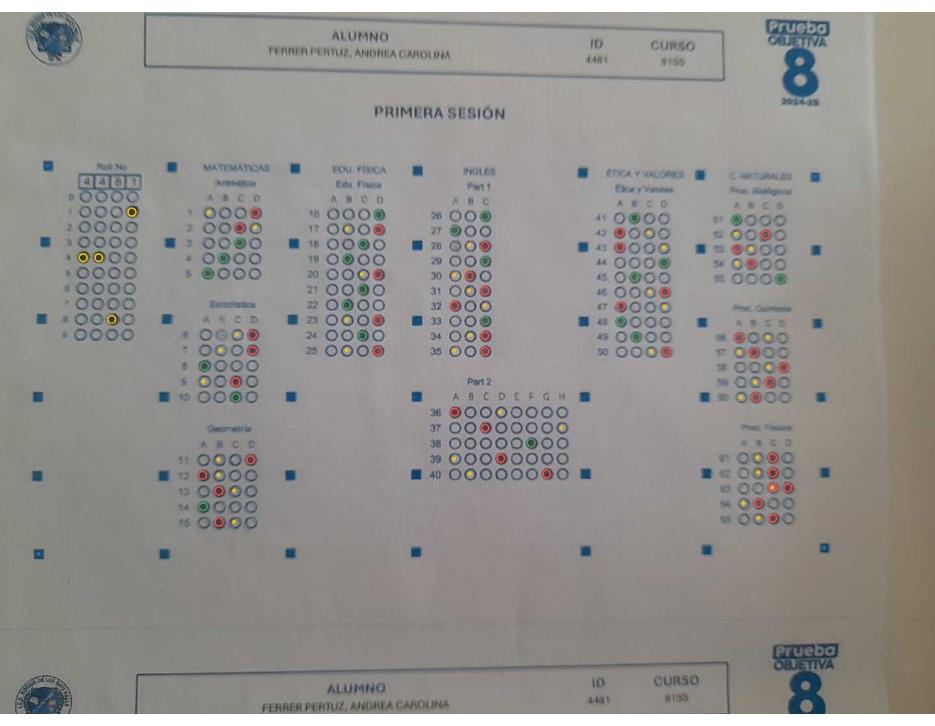 ALUMNO
FERRER PERTUZ, ANDREA CAROLINA
ID
4481
CURSO
8155
Prueba
OBJETIVA
8
2024-25
PRIMERA SESIÓN
Roll No
4 4 8 1
0
1
2
3
4
5
6
7
8
9
MATEMÁTICAS
Aritmética
A B C D
1
2
3
4
5
Estadística
A B C D
6
7
8
9
10
Geometría
A B C D
11
12
13
14
15
EDU. FÍSICA
Edu. Física
A B C D
16
17
18
19
20
21
22
23
24
25
INGLÉS
Part 1
A B C
26
27
28
29
30
31
32
33
34
35
Part 2
A B C D E F G H
36
37
38
39
40
ÉTICA Y VALORES
Ética y Valores
A B C D
41
42
43
44
45
46
47
48
49
50
C. NATURALES
Proc. Biológicos
A B C D
51
52
53
54
55
Proc. Químicos
A B C D
56
57
58
59
60
Proc. Físicos
A B C D
61
62
63
64
65
ALUMNO
FERRER PERTUZ, ANDREA CAROLINA
ID
4481
CURSO
8155
Prueba
OBJETIVA
8